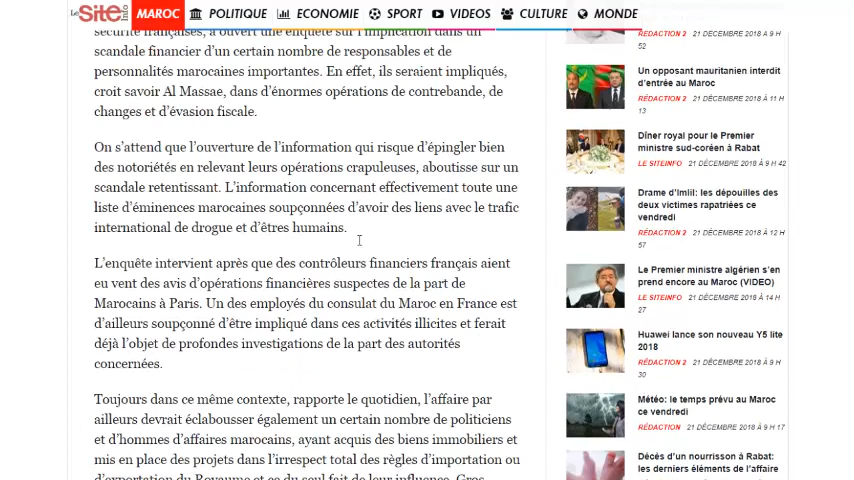 Le Site info MAROC POLITIQUE ECONOMIE SPORT VIDEOS CULTURE MONDE
sécurité françaises, a ouvert une enquête sur l'implication dans un
scandale financier d'un certain nombre de responsables et de
personnalités marocaines importantes. En effet, ils seraient impliqués,
croit savoir Al Massae, dans d'énormes opérations de contrebande, de
changes et d'évasion fiscale.
On s'attend que l'ouverture de l'information qui risque d'épingler bien
des notoriétés en relevant leurs opérations crapuleuses, aboutisse sur un
scandale retentissant. L'information concernant effectivement toute une
liste d'éminences marocaines soupçonnées d'avoir des liens avec le trafic
international de drogue et d'êtres humains.
L'enquête intervient après que des contrôleurs financiers français aient
eu vent des avis d'opérations financières suspectes de la part de
Marocains à Paris. Un des employés du consulat du Maroc en France est
d'ailleurs soupçonné d'être impliqué dans ces activités illicites et ferait
déjà l'objet de profondes investigations de la part des autorités
concernées.
Toujours dans ce même contexte, rapporte le quotidien, l'affaire par
ailleurs devrait éclabousser également un certain nombre de politiciens
et d'hommes d'affaires marocains, ayant acquis des biens immobiliers et
mis en place des projets dans l'irrespect total des règles d'importation ou
d'exportation du Royaume et ce du seul fait de leur influence. Gros
RÉDACTION 2 21 DÉCEMBRE 2018 À 9 H
52
Un opposant mauritanien interdit
d'entrée au Maroc
RÉDACTION 2 21 DÉCEMBRE 2018 À 11 H
13
Dîner royal pour le Premier
ministre sud-coréen à Rabat
LE SITEINFO 21 DÉCEMBRE 2018 À 9 H 42
Drame d'Imlil: les dépouilles des
deux victimes rapatriées ce
vendredi
RÉDACTION 2 21 DÉCEMBRE 2018 À 12 H
57
Le Premier ministre algérien s'en
prend encore au Maroc (VIDEO)
LE SITEINFO 21 DÉCEMBRE 2018 À 14 H
27
Huawei lance son nouveau Y5 lite
2018
RÉDACTION 2 21 DÉCEMBRE 2018 À 9 H
30
Météo: le temps prévu au Maroc
ce vendredi
RÉDACTION 21 DÉCEMBRE 2018 À 9 H 17
Décès d'un nourrisson à Rabat:
les derniers éléments de l'affaire